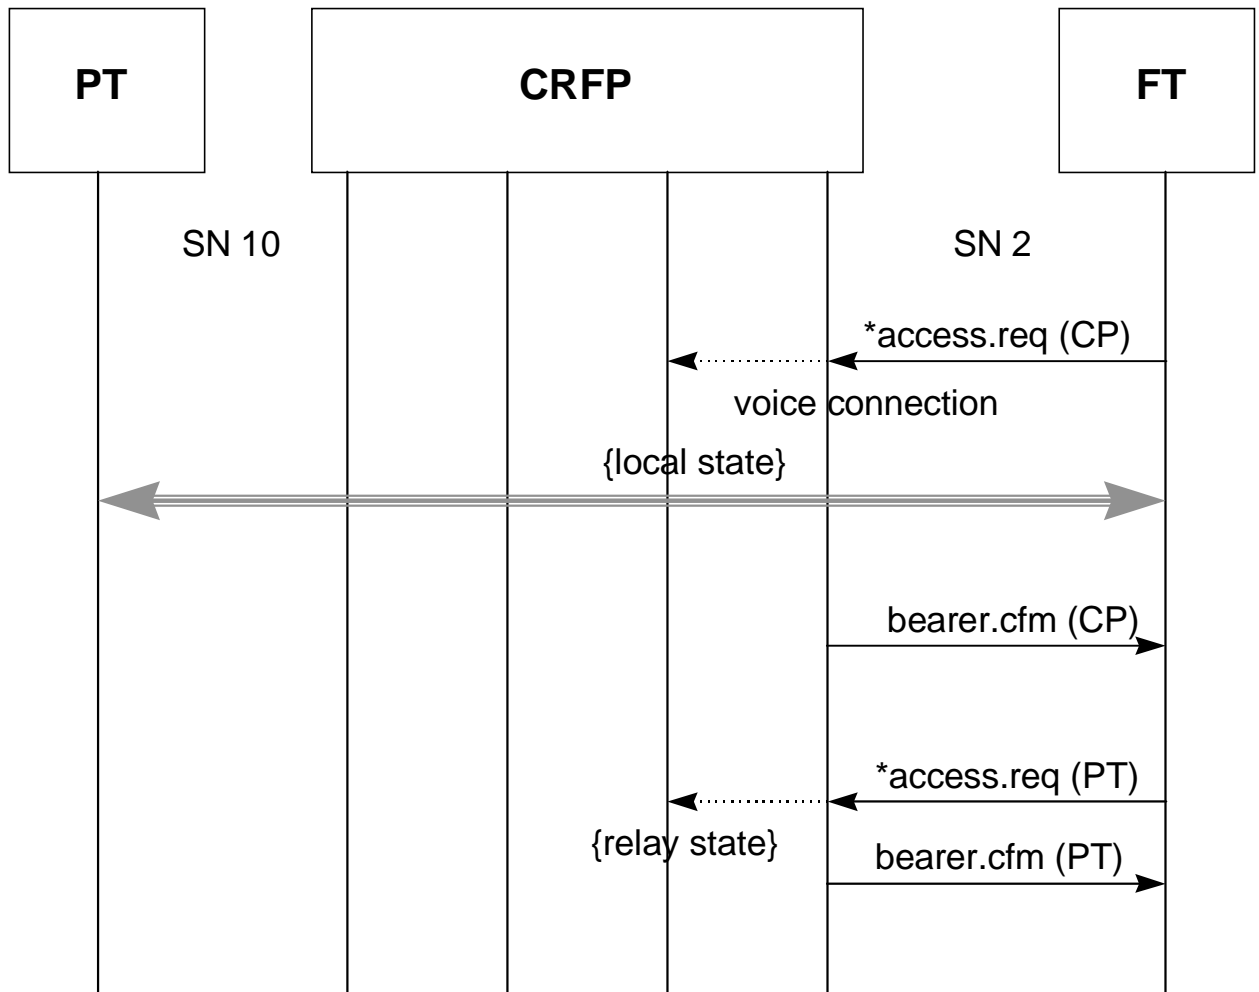 PT
CRFP
FT
SN 10
SN 2
*access.req (CP)
voice connection
{local state}
bearer.cfm (CP)
*access.req (PT)
{relay state}
bearer.cfm (PT)